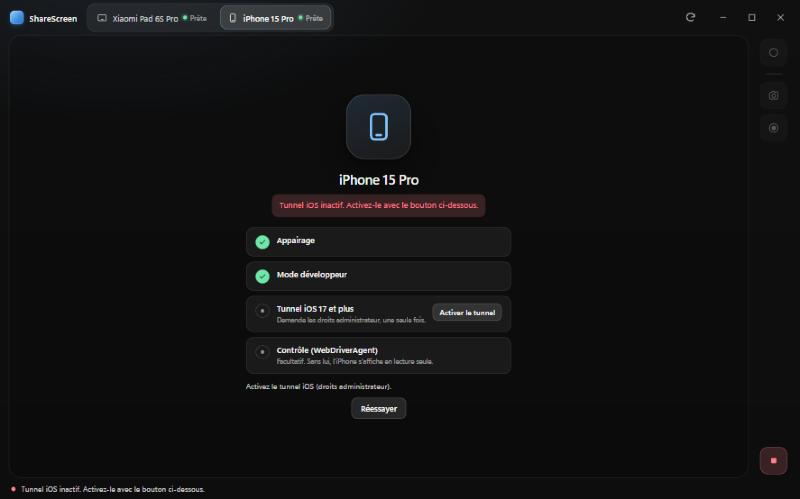 ShareScreen
Xiaomi Pad 6S Pro Prête
iPhone 15 Pro Prête
iPhone 15 Pro
Tunnel iOS inactif. Activez-le avec le bouton ci-dessous.
Appairage
Mode développeur
Tunnel iOS 17 et plus
Demande les droits administrateur, une seule fois.
Activer le tunnel
Contrôle (WebDriverAgent)
Facultatif. Sans lui, l'iPhone s'affiche en lecture seule.
Activez le tunnel iOS (droits administrateur).
Réessayer
Tunnel iOS inactif. Activez-le avec le bouton ci-dessous.